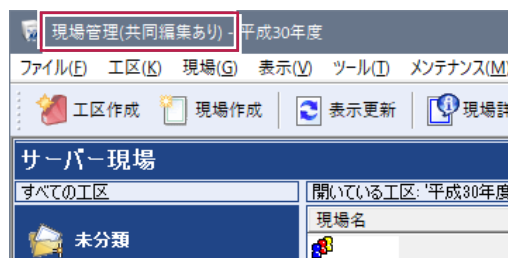 現場管理(共同編集あり) - 平成30年度
ファイル(F) 工区(K) 現場(G) 表示(V) ツール(T) メンテナンス(M)
工区作成 現場作成 表示更新 現場詳
サーバー現場
すべての工区 開いている工区: '平成30年度
現場名
未分類